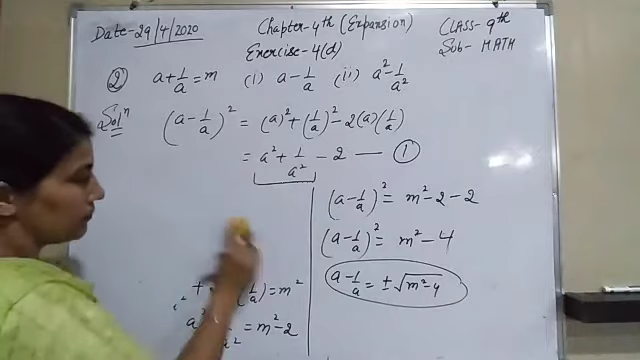 Date-29/4/2020 Chapter-4th (Expansion) CLASS-9th
Exercise-4(d) Sub- MATH
② a+1/a=m (i) a-1/a (ii) a²-1/a²
Solⁿ (a-1/a)² = (a)²+(1/a)²-2(a)(1/a)
= a²+1/a²-2 — ①
(a-1/a)² = m²-2-2
(a-1/a)² = m²-4
a-1/a = ±√m²-4
(1/a)=m²
=m²-2